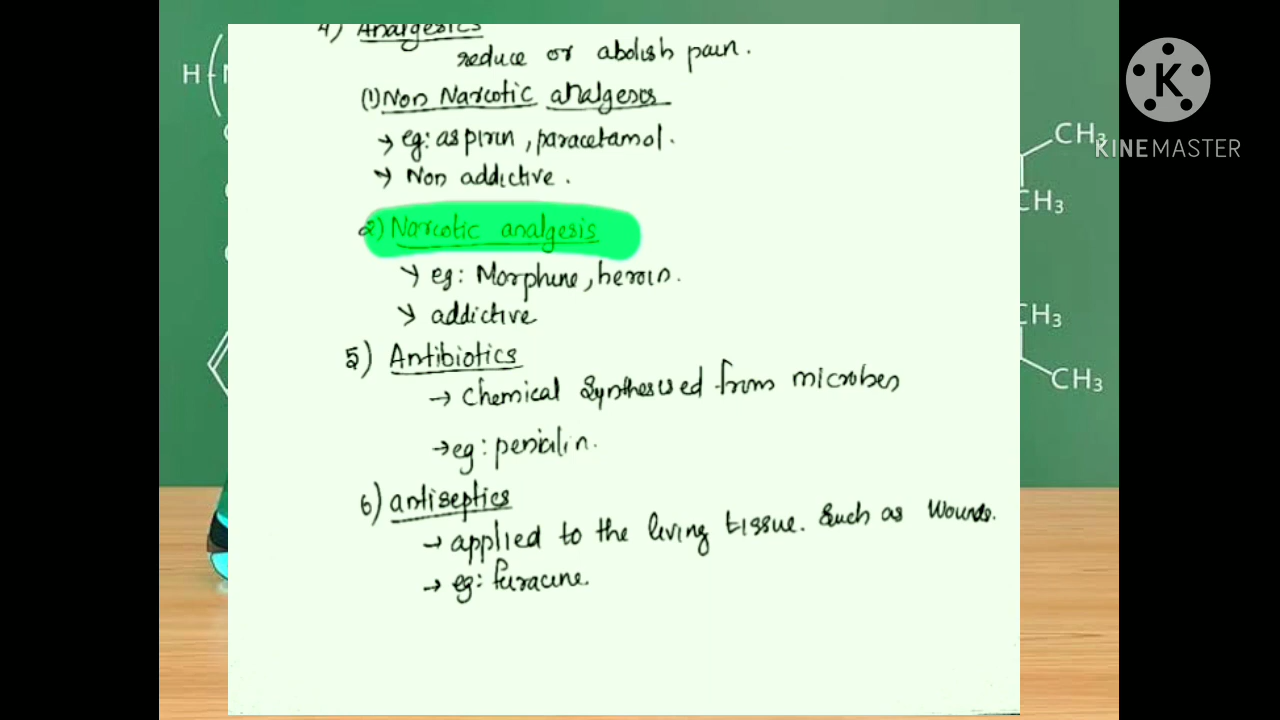 4) Analgesics
reduce or abolish pain.
(1) Non Narcotic analgesis
→ eg: aspirin, paracetamol.
→ Non addictive.
2) Narcotic analgesis
→ eg: Morphine, heroin.
→ addictive
5) Antibiotics
→ Chemical Synthesized from microbes
→ eg: penicilin.
6) antiseptics
→ applied to the living tissue. Such as Wounds.
→ eg: furacine.
H N
CH3
CH3
CH3
CH3
K
KINEMASTER